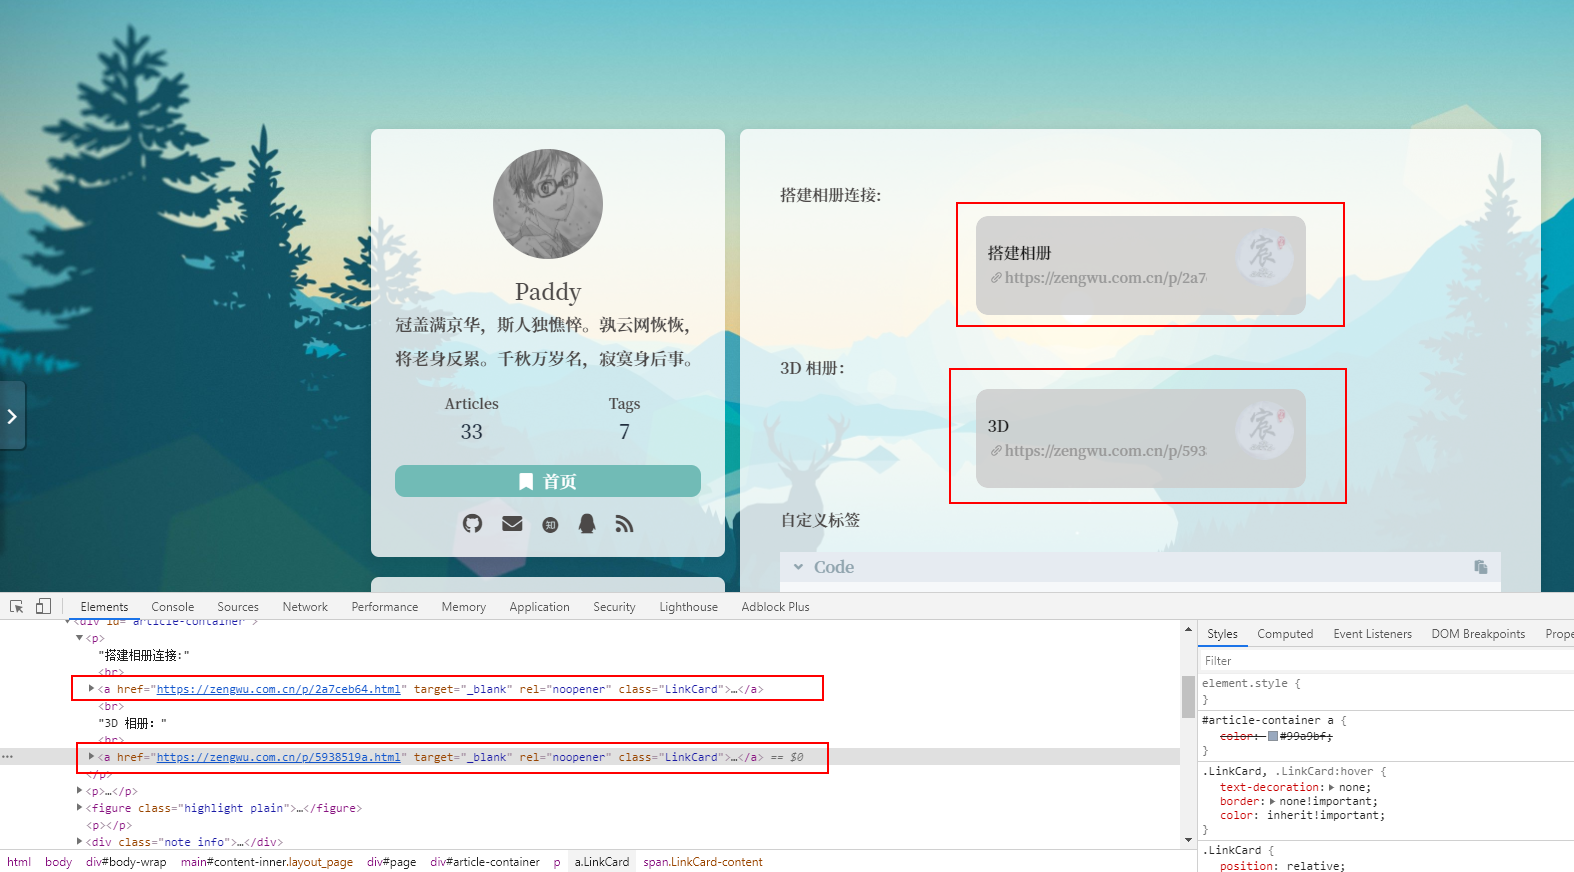 搭建相册连接:
搭建相册
https://zengwu.com.cn/p/2a7
宸
Paddy
冠盖满京华，斯人独憔悴。孰云网恢恢，
将老身反累。千秋万岁名，寂寞身后事。
3D 相册：
3D
https://zengwu.com.cn/p/593
宸
Articles
Tags
33
7
首页
知
自定义标签
Code
Elements
Console
Sources
Network
Performance
Memory
Application
Security
Lighthouse
Adblock Plus
<div id="article-container">
<p>
"搭建相册连接:"
<br>
<a href="https://zengwu.com.cn/p/2a7ceb64.html" target="_blank" rel="noopener" class="LinkCard">…</a>
<br>
"3D 相册："
<br>
<a href="https://zengwu.com.cn/p/5938519a.html" target="_blank" rel="noopener" class="LinkCard">…</a> == $0
</p>
<p>…</p>
<figure class="highlight plain">…</figure>
<p></p>
<div class="note info">…</div>
html
body
div#body-wrap
main#content-inner.layout_page
div#page
div#article-container
p
a.LinkCard
span.LinkCard-content
Styles
Computed
Event Listeners
DOM Breakpoints
Prope
Filter
element.style {
}
#article-container a {
color: #99a9bf;
}
.LinkCard, .LinkCard:hover {
text-decoration: none;
border: none!important;
color: inherit!important;
}
.LinkCard {
position: relative;